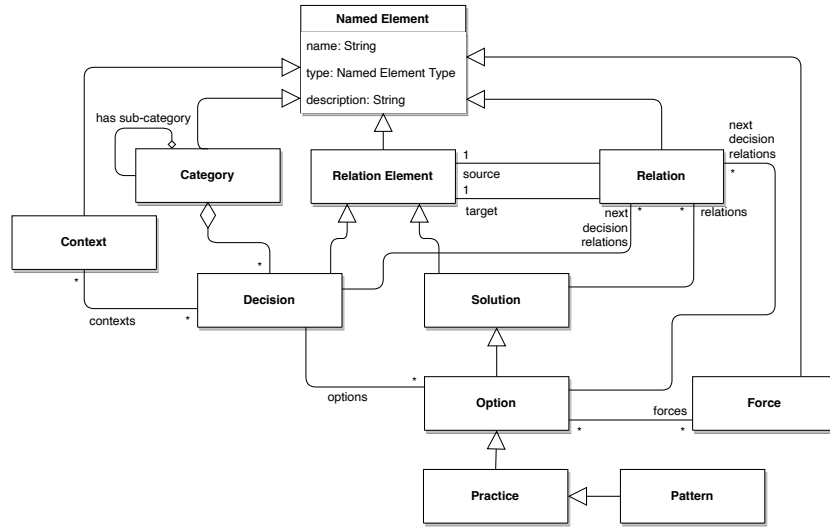 Named Element
name: String
type: Named Element Type
description: String
has sub-category
next
decision
relations
Category
Relation Element
Relation
1
source
1
target
*
next
decision
relations
*
*
relations
Context
*
*
contexts
*
Decision
Solution
options
*
Option
forces
*
*
Force
Practice
Pattern